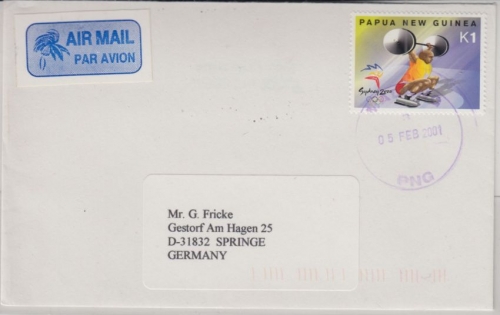 AIR MAIL
PAR AVION
PAPUA NEW GUINEA
K1
Sydney 2000
05 FEB 2001
PNG
Mr. G. Fricke
Gestorf Am Hagen 25
D-31832 SPRINGE
GERMANY